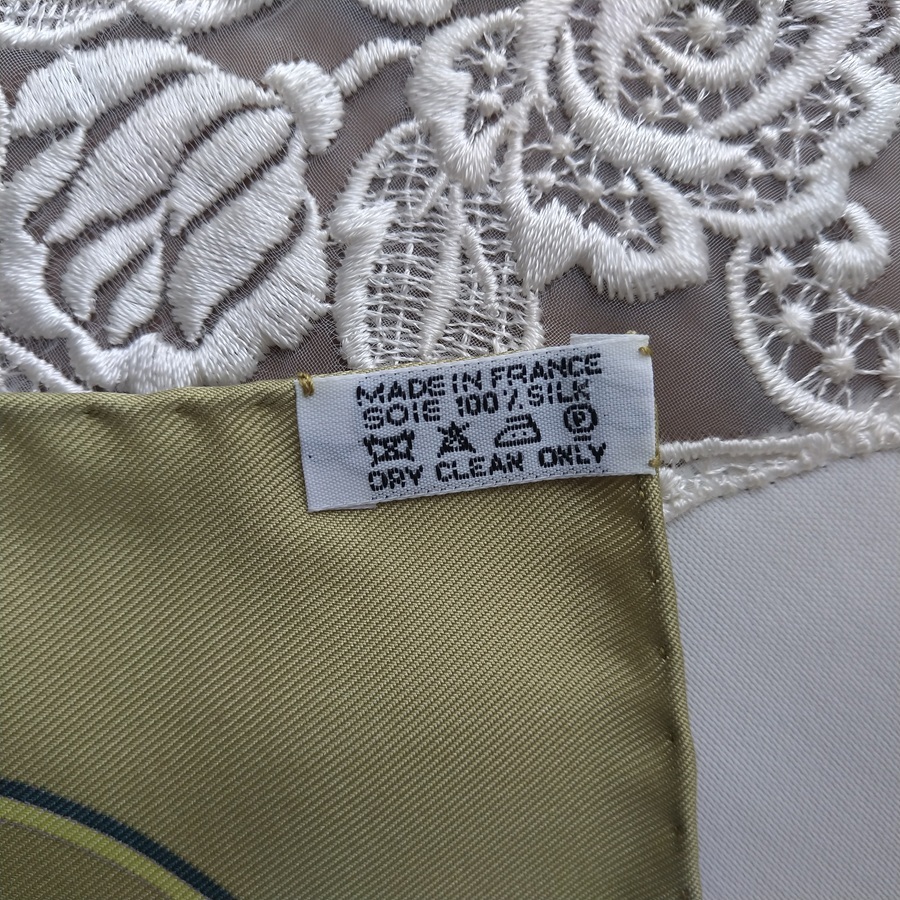 MADE IN FRANCE
SOIE 100% SILK
P
DRY CLEAN ONLY